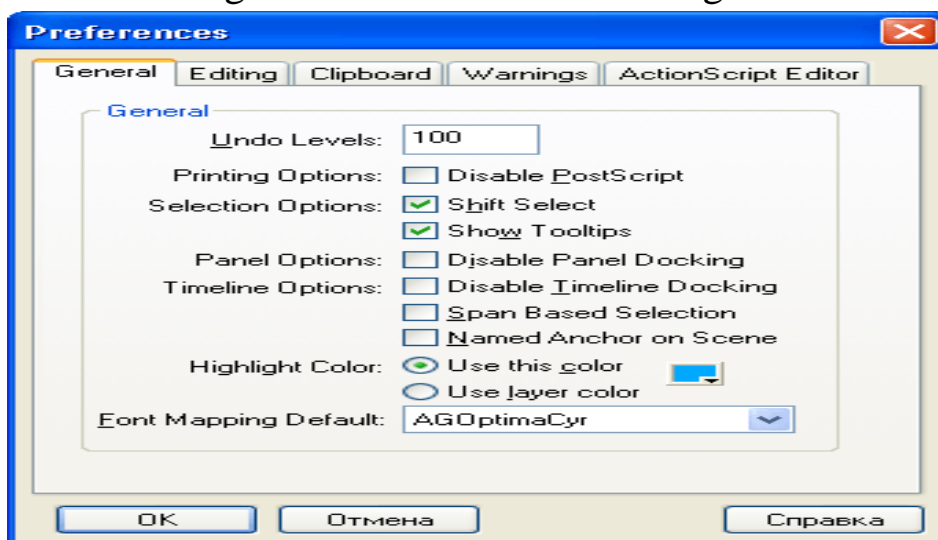 Preferences
General Editing Clipboard Warnings ActionScript Editor
General
Undo Levels: 100
Printing Options: Disable PostScript
Selection Options: Shift Select
Show Tooltips
Panel Options: Disable Panel Docking
Timeline Options: Disable Timeline Docking
Span Based Selection
Named Anchor on Scene
Highlight Color: Use this color
Use layer color
Font Mapping Default: AGOptimaCyr
OK Отмена Справка